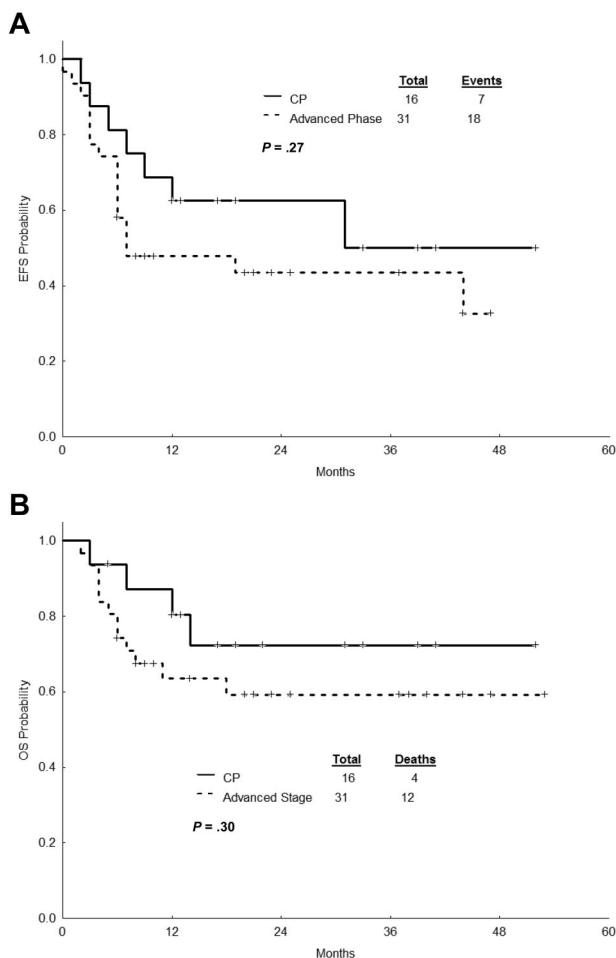 A
1.0
Total Events
CP 16 7
Advanced Phase 31 18
0.8
P = .27
0.6
EFS Probability
0.4
0.2
0.0
0 12 24 36 48 60
Months
B
1.0
0.8
0.6
OS Probability
Total Deaths
CP 16 4
0.4
Advanced Stage 31 12
P = .30
0.2
0.0
0 12 24 36 48 60
Months